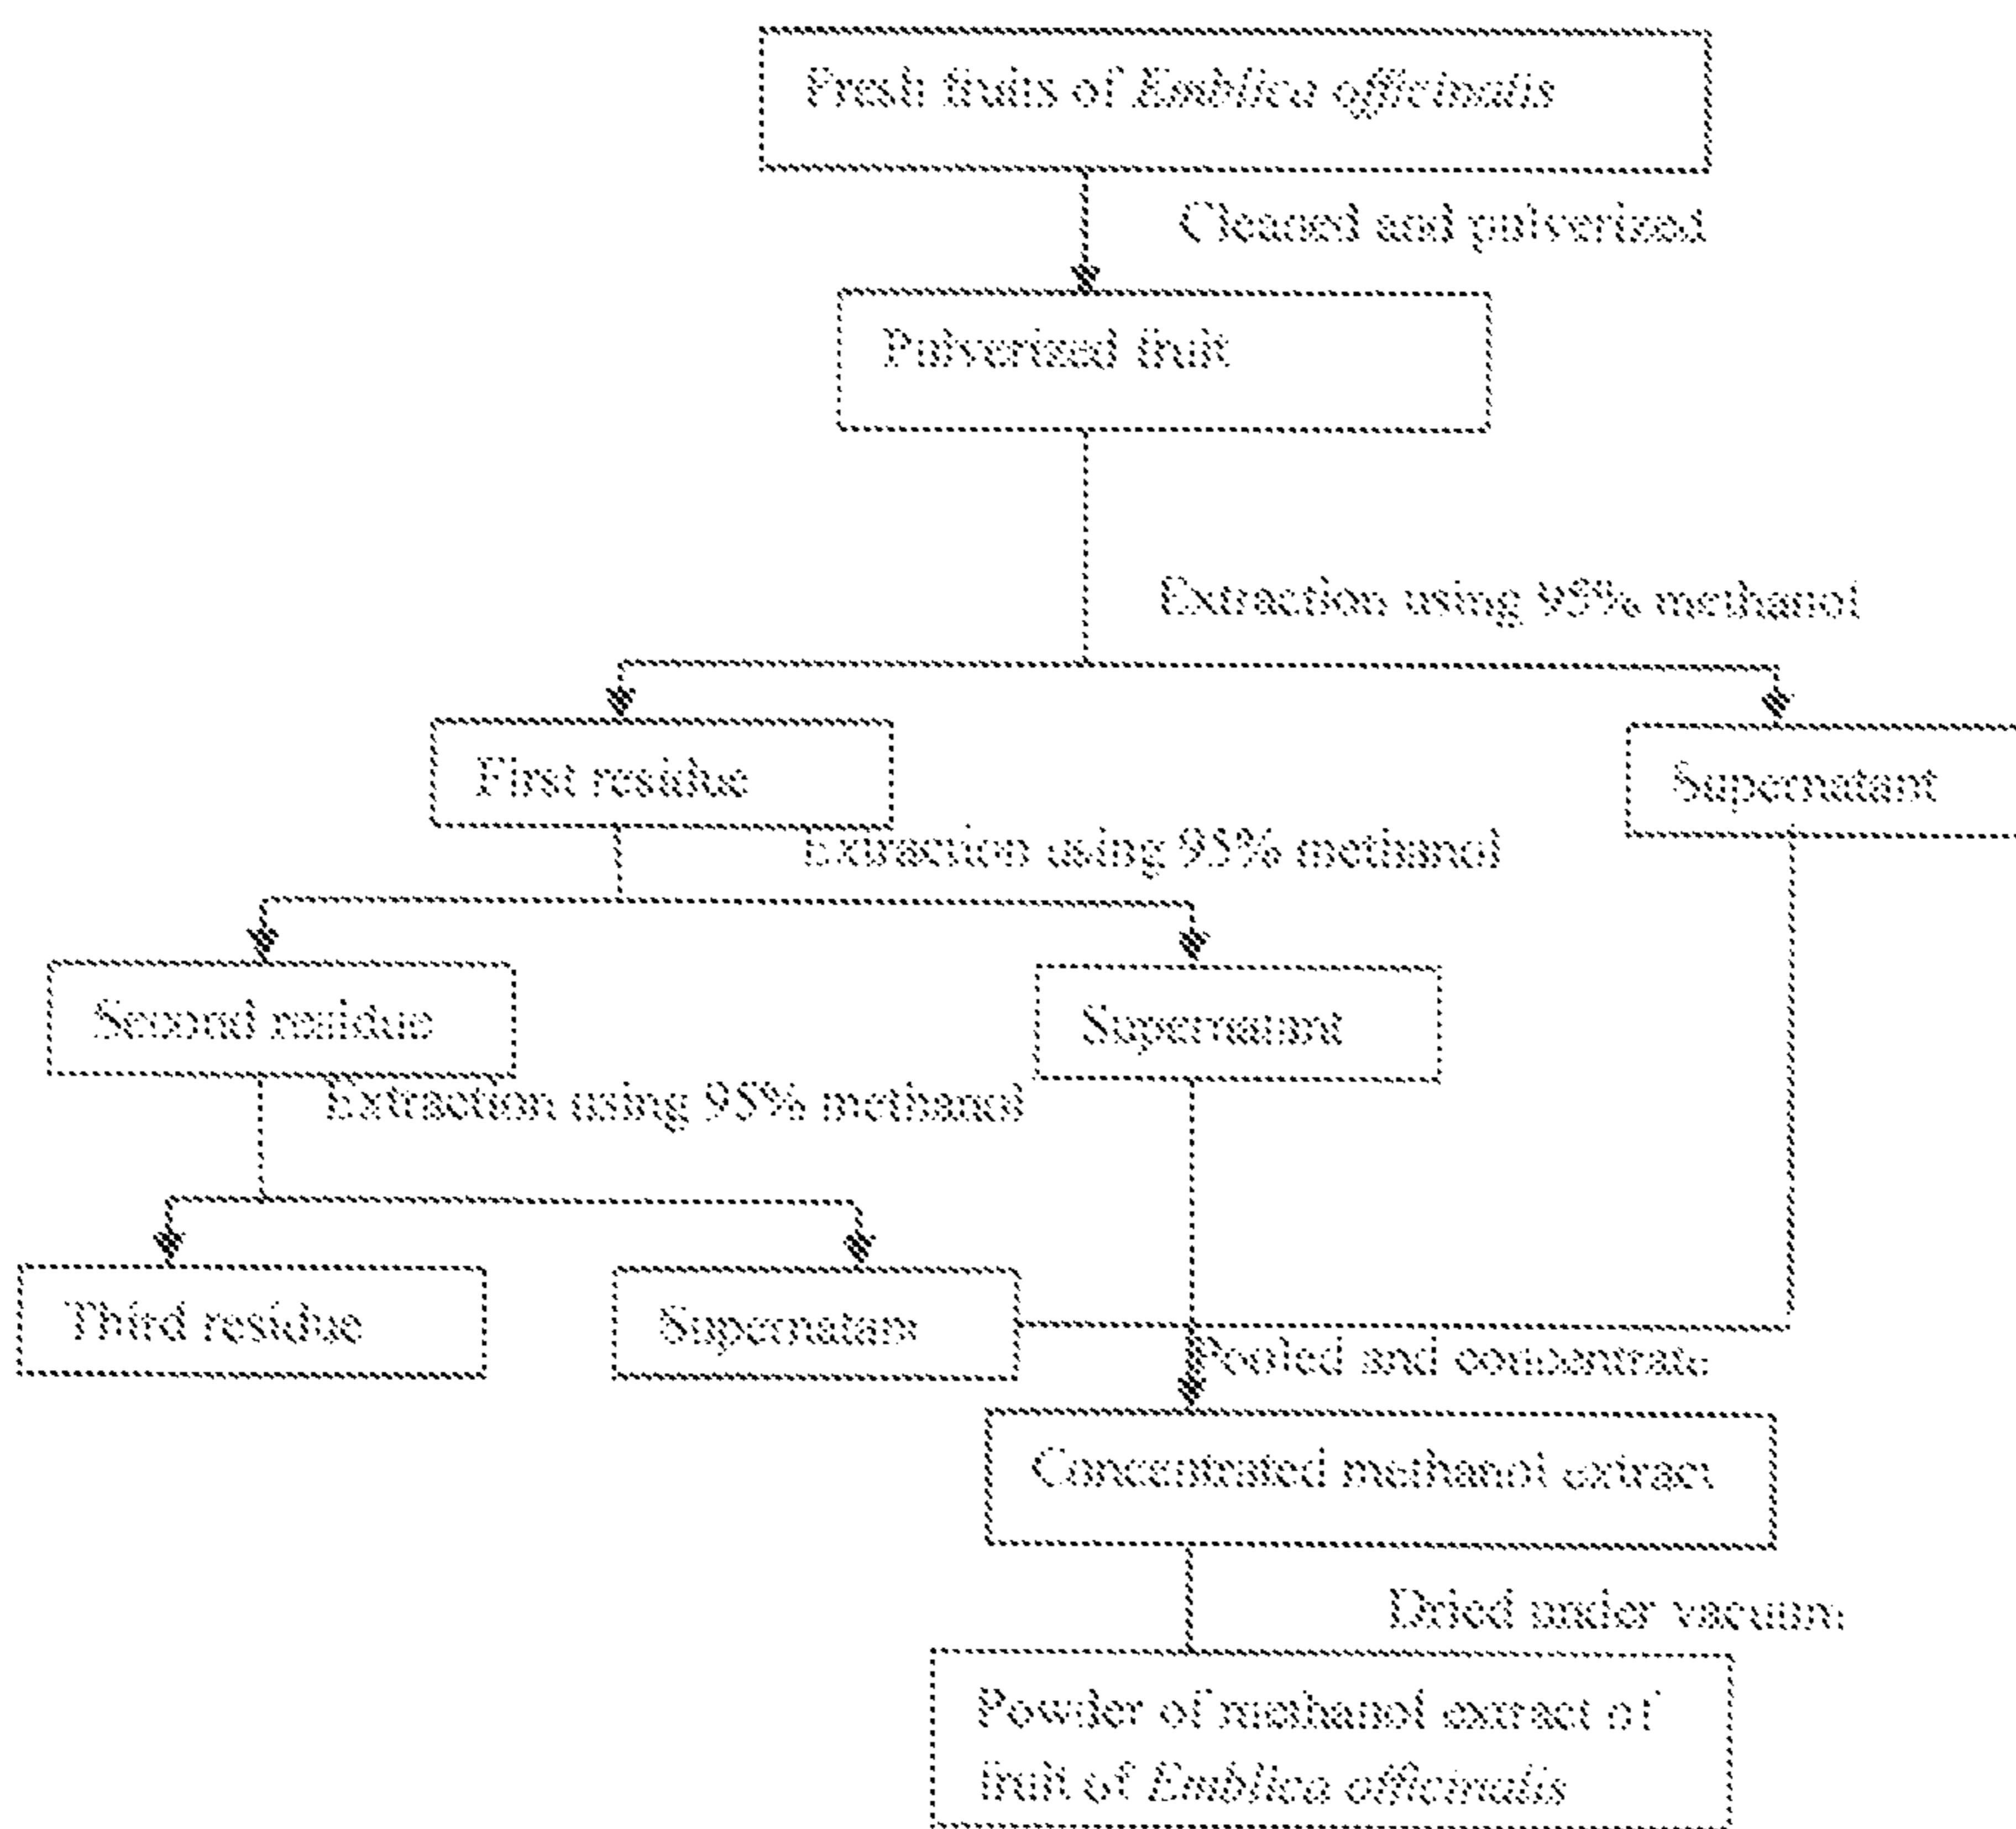 Fresh fruits of Emblica officinalis
Cleaned and pulverized
Pulverized fruit
Extraction using 95% methanol
First residue
Supernatant
Extraction using 95% methanol
Second residue
Supernatant
Extraction using 95% methanol
Third residue
Supernatant
Pooled and concentrate
Concentrated methanol extract
Dried under vacuum
Powder of methanol extract of
fruit of Emblica officinalis